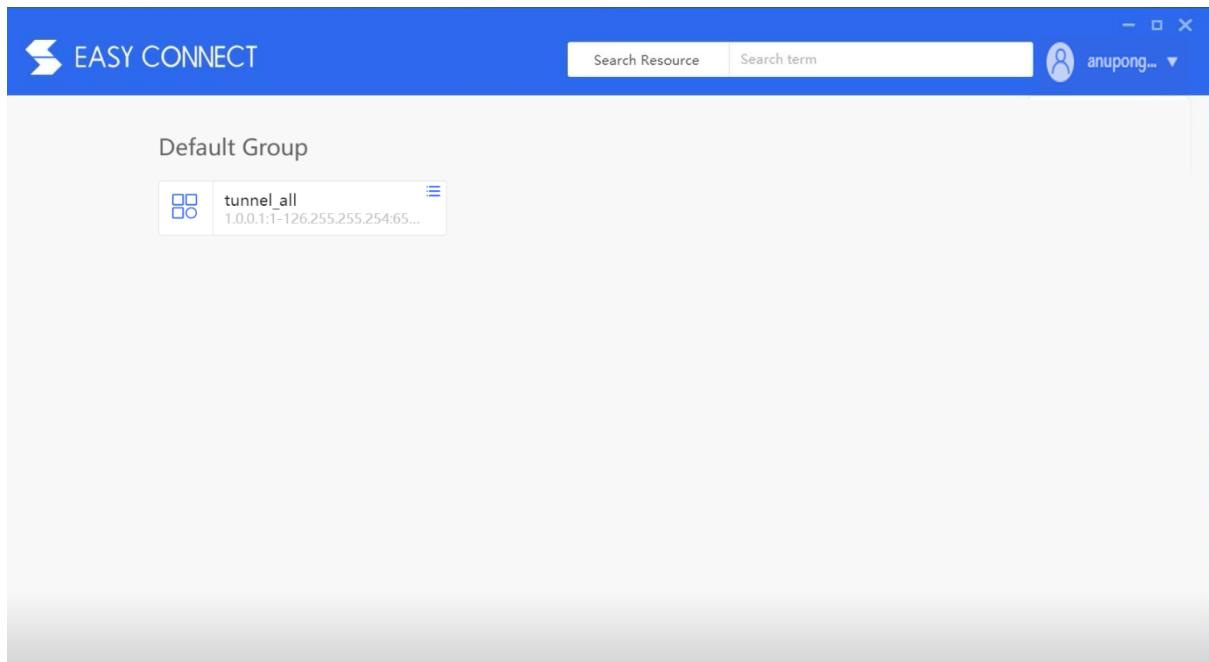 EASY CONNECT
Search Resource
Search term
anupong...
Default Group
tunnel_all
1.0.0.1:1-126.255.255.254:65...